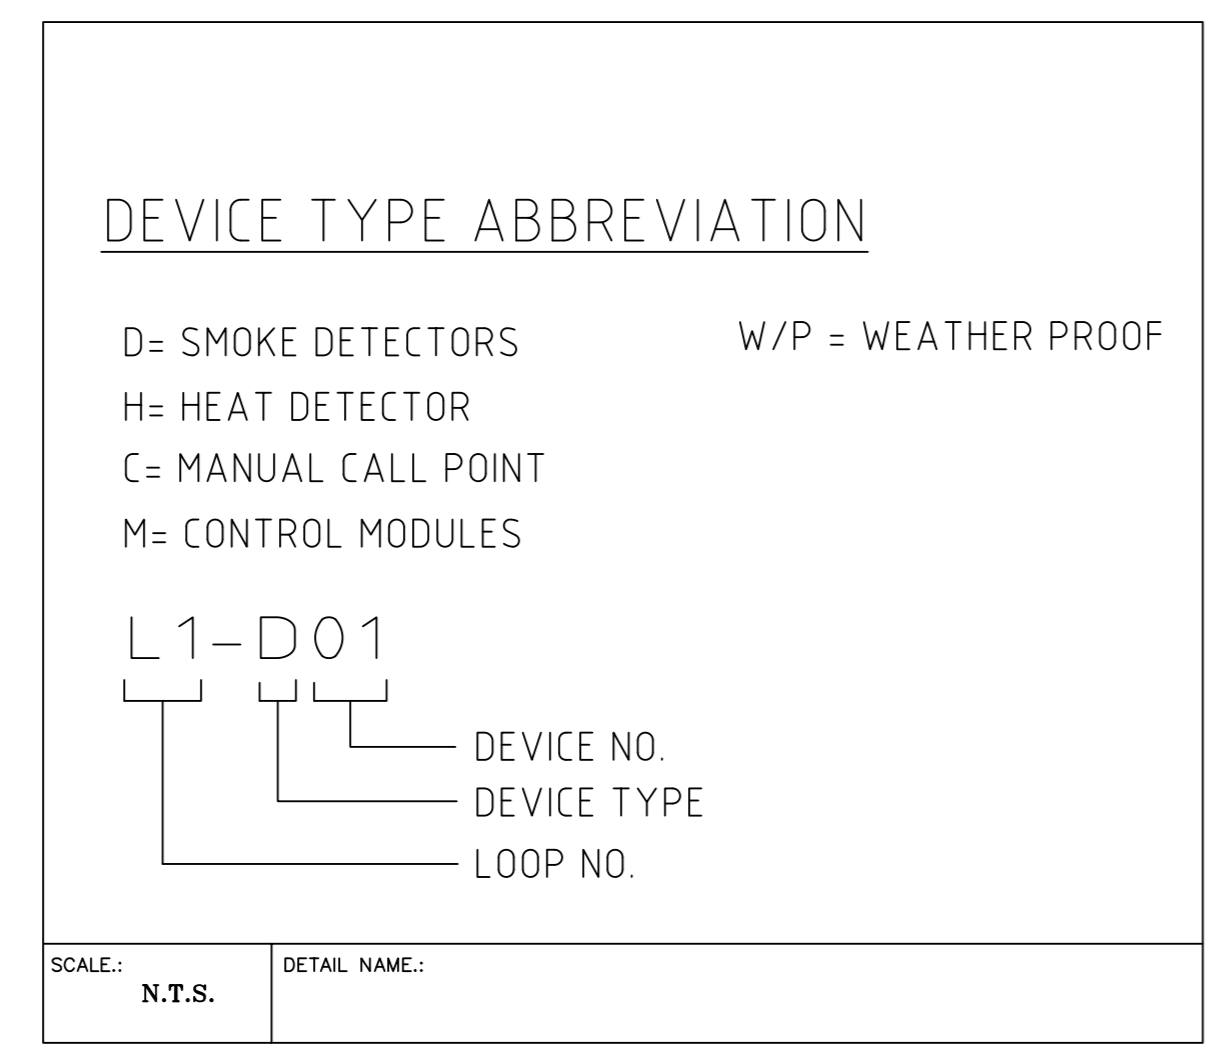 DEVICE TYPE ABBREVIATION
D= SMOKE DETECTORS
W/P = WEATHER PROOF
H= HEAT DETECTOR
C= MANUAL CALL POINT
M= CONTROL MODULES
L1-D01
DEVICE NO.
DEVICE TYPE
LOOP NO.
SCALE.:
N.T.S.
DETAIL NAME.: